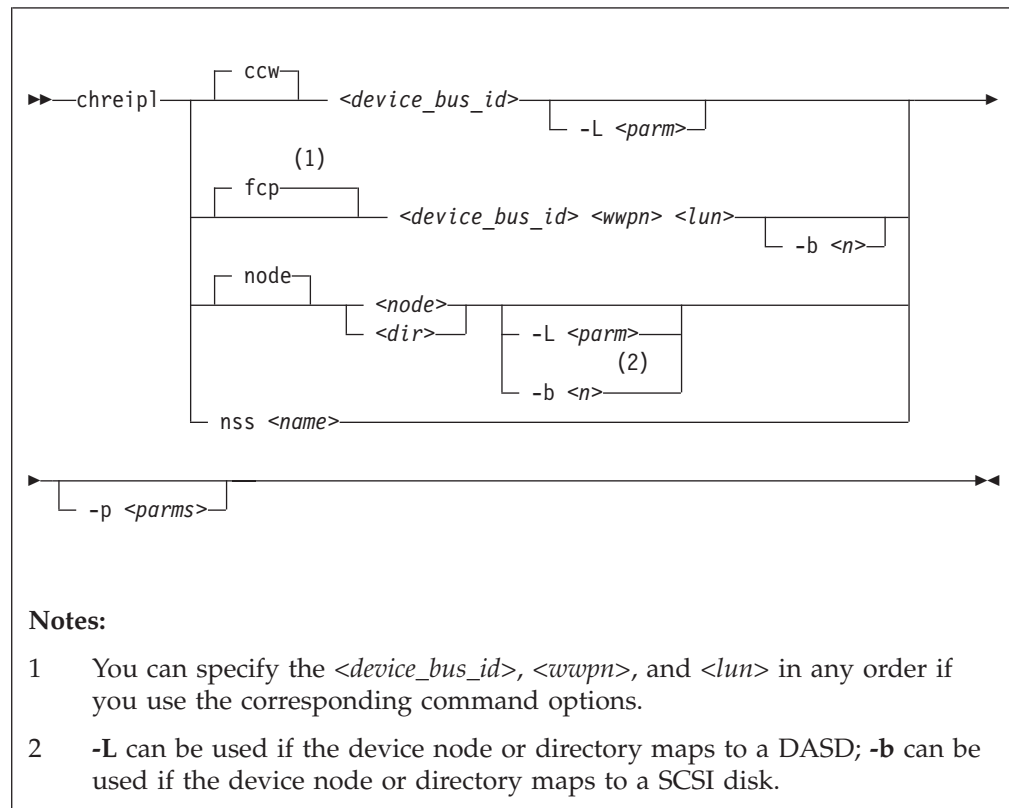 ccw
chreipl <device_bus_id>
-L <parm>
(1)
fcp
<device_bus_id> <wwpn> <lun>
-b <n>
node
<node>
<dir> -L <parm>
(2)
-b <n>
nss <name>
-p <parms>
Notes:
1 You can specify the <device_bus_id>, <wwpn>, and <lun> in any order if
you use the corresponding command options.
2 -L can be used if the device node or directory maps to a DASD; -b can be
used if the device node or directory maps to a SCSI disk.